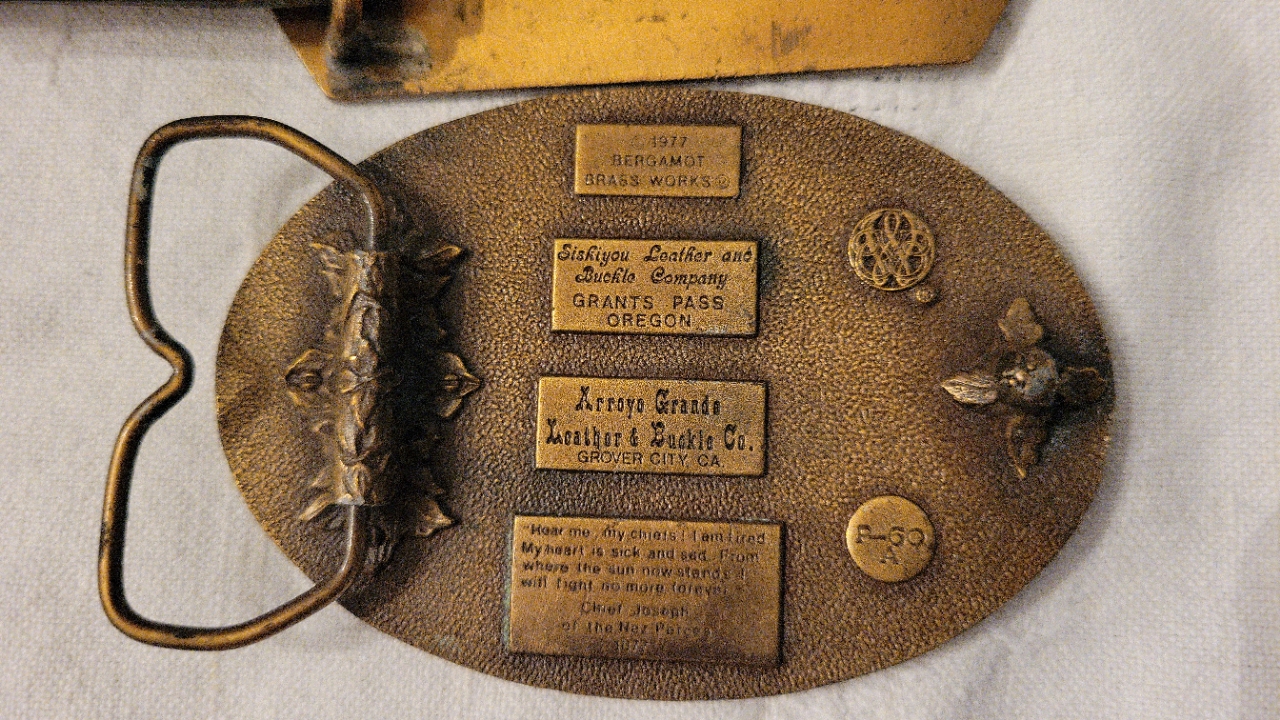 © 1977
BERGAMOT
BRASS WORKS ®
Siskiyou Leather and
Buckle Company
GRANTS PASS
OREGON
Arroyo Grande
Leather & Buckle Co.
GROVER CITY, CA.
Hear me, my chiefs! I am tired
My heart is sick and sad. From
where the sun now stands I
will fight no more forever.
Chief Joseph
of the Nez Perce
P-60
A